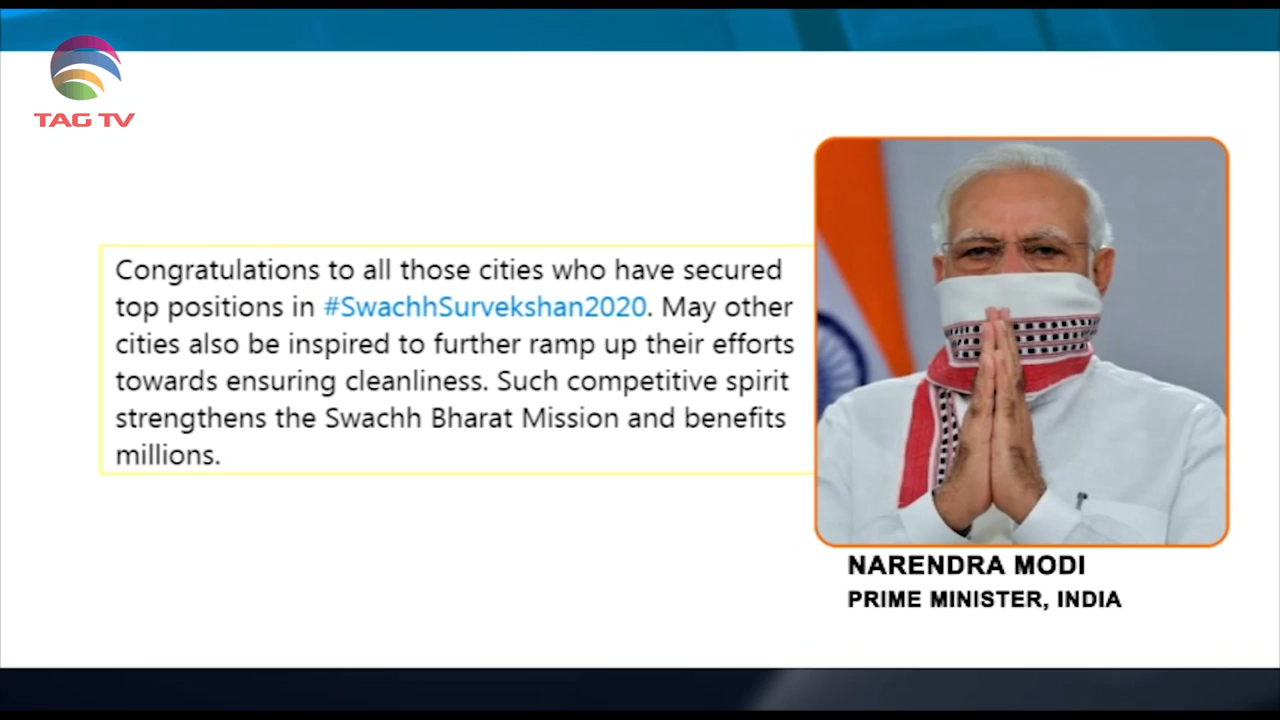 TAG TV
Congratulations to all those cities who have secured
top positions in #SwachhSurvekshan2020. May other
cities also be inspired to further ramp up their efforts
towards ensuring cleanliness. Such competitive spirit
strengthens the Swachh Bharat Mission and benefits
millions.
NARENDRA MODI
PRIME MINISTER, INDIA